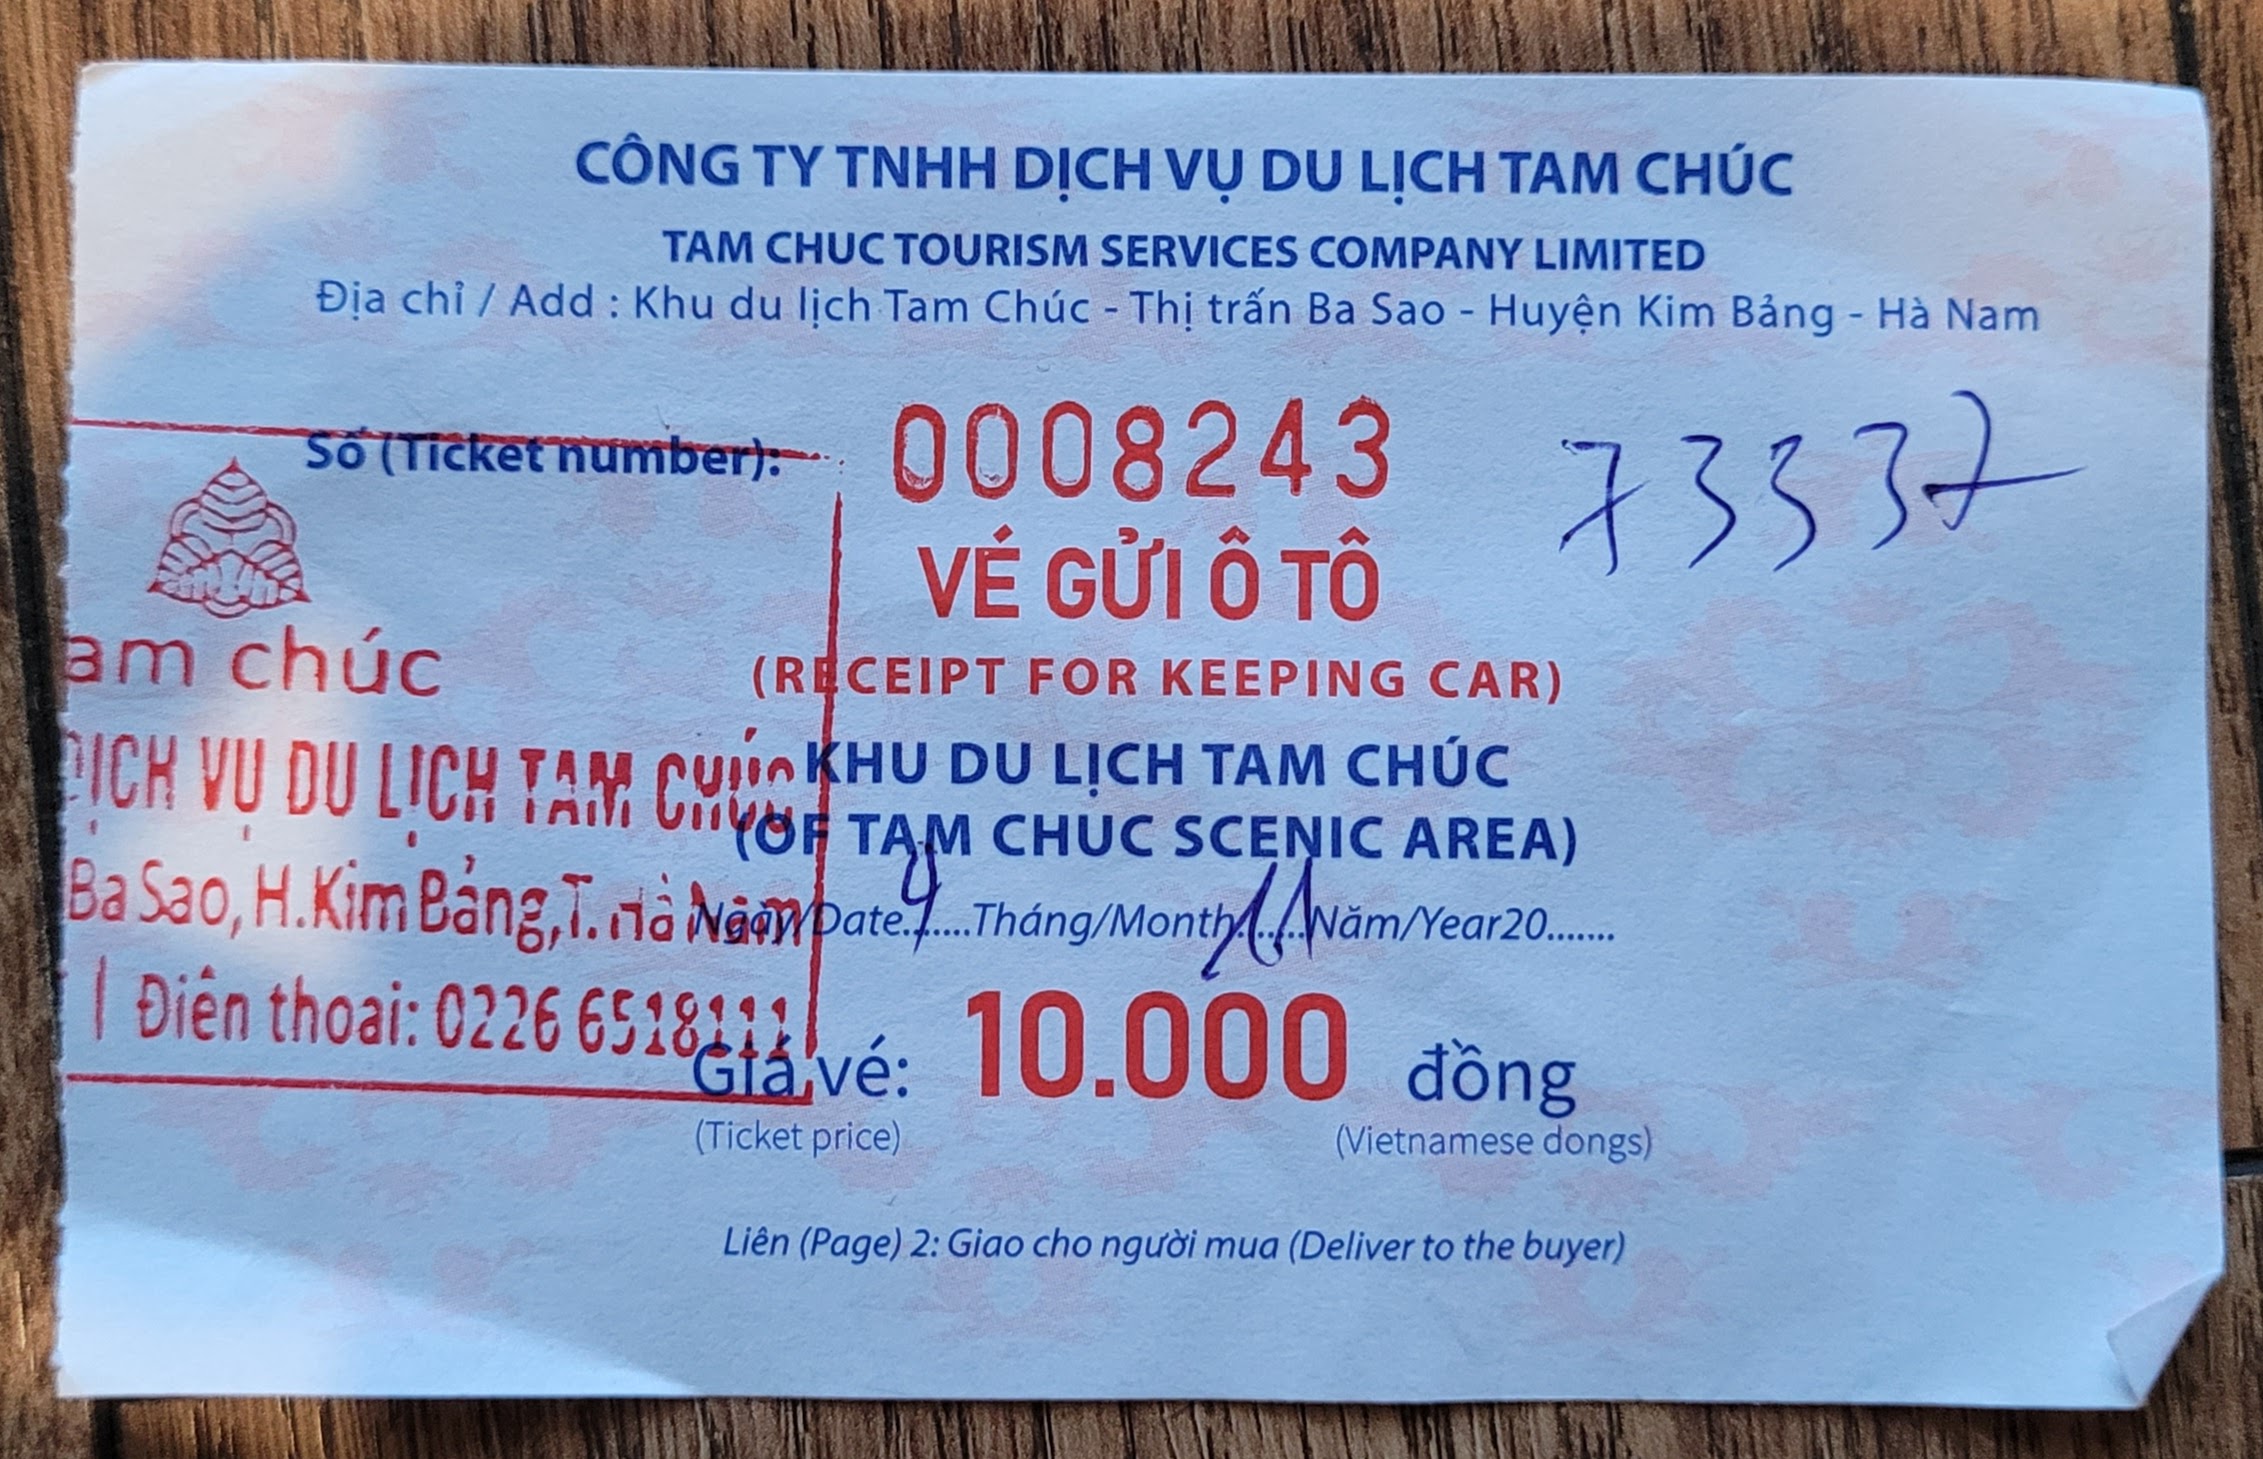 CÔNG TY TNHH DỊCH VỤ DU LỊCH TAM CHÚC
TAM CHUC TOURISM SERVICES COMPANY LIMITED
Địa chỉ / Add : Khu du lịch Tam Chúc - Thị trấn Ba Sao - Huyện Kim Bảng - Hà Nam
Số (Ticket number): 0008243
73337
VÉ GỬI Ô TÔ
(RECEIPT FOR KEEPING CAR)
KHU DU LỊCH TAM CHÚC
(OF TAM CHUC SCENIC AREA)
Ngày/Date 4 Tháng/Month 11 Năm/Year20.......
Giá vé: 10.000 đồng
(Ticket price) (Vietnamese dongs)
Liên (Page) 2: Giao cho người mua (Deliver to the buyer)
am chúc
DỊCH VỤ DU LỊCH TAM CHÚC
Ba Sao, H.Kim Bảng,T. Hà Nam
Điện thoại: 0226 6518111